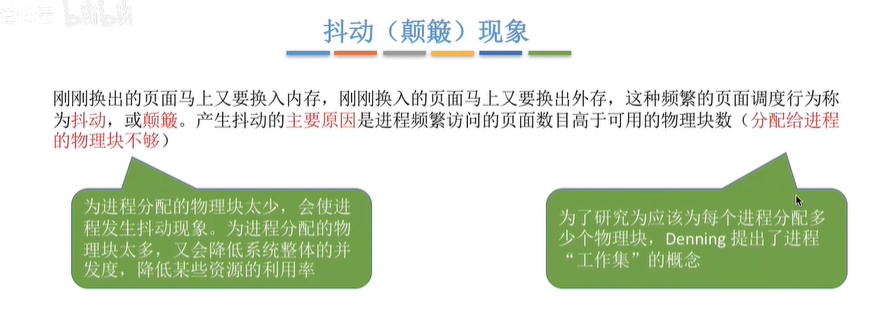 抖动（颠簸）现象
刚刚换出的页面马上又要换入内存，刚刚换入的页面马上又要换出外存，这种频繁的页面调度行为称
为抖动，或颠簸。产生抖动的主要原因是进程频繁访问的页面数目高于可用的物理块数（分配给进程
的物理块不够）
为进程分配的物理块太少，会使进
程发生抖动现象。为进程分配的物
理块太多，又会降低系统整体的并
发度，降低某些资源的利用率
为了研究为应该为每个进程分配多
少个物理块，Denning 提出了进程
“工作集”的概念